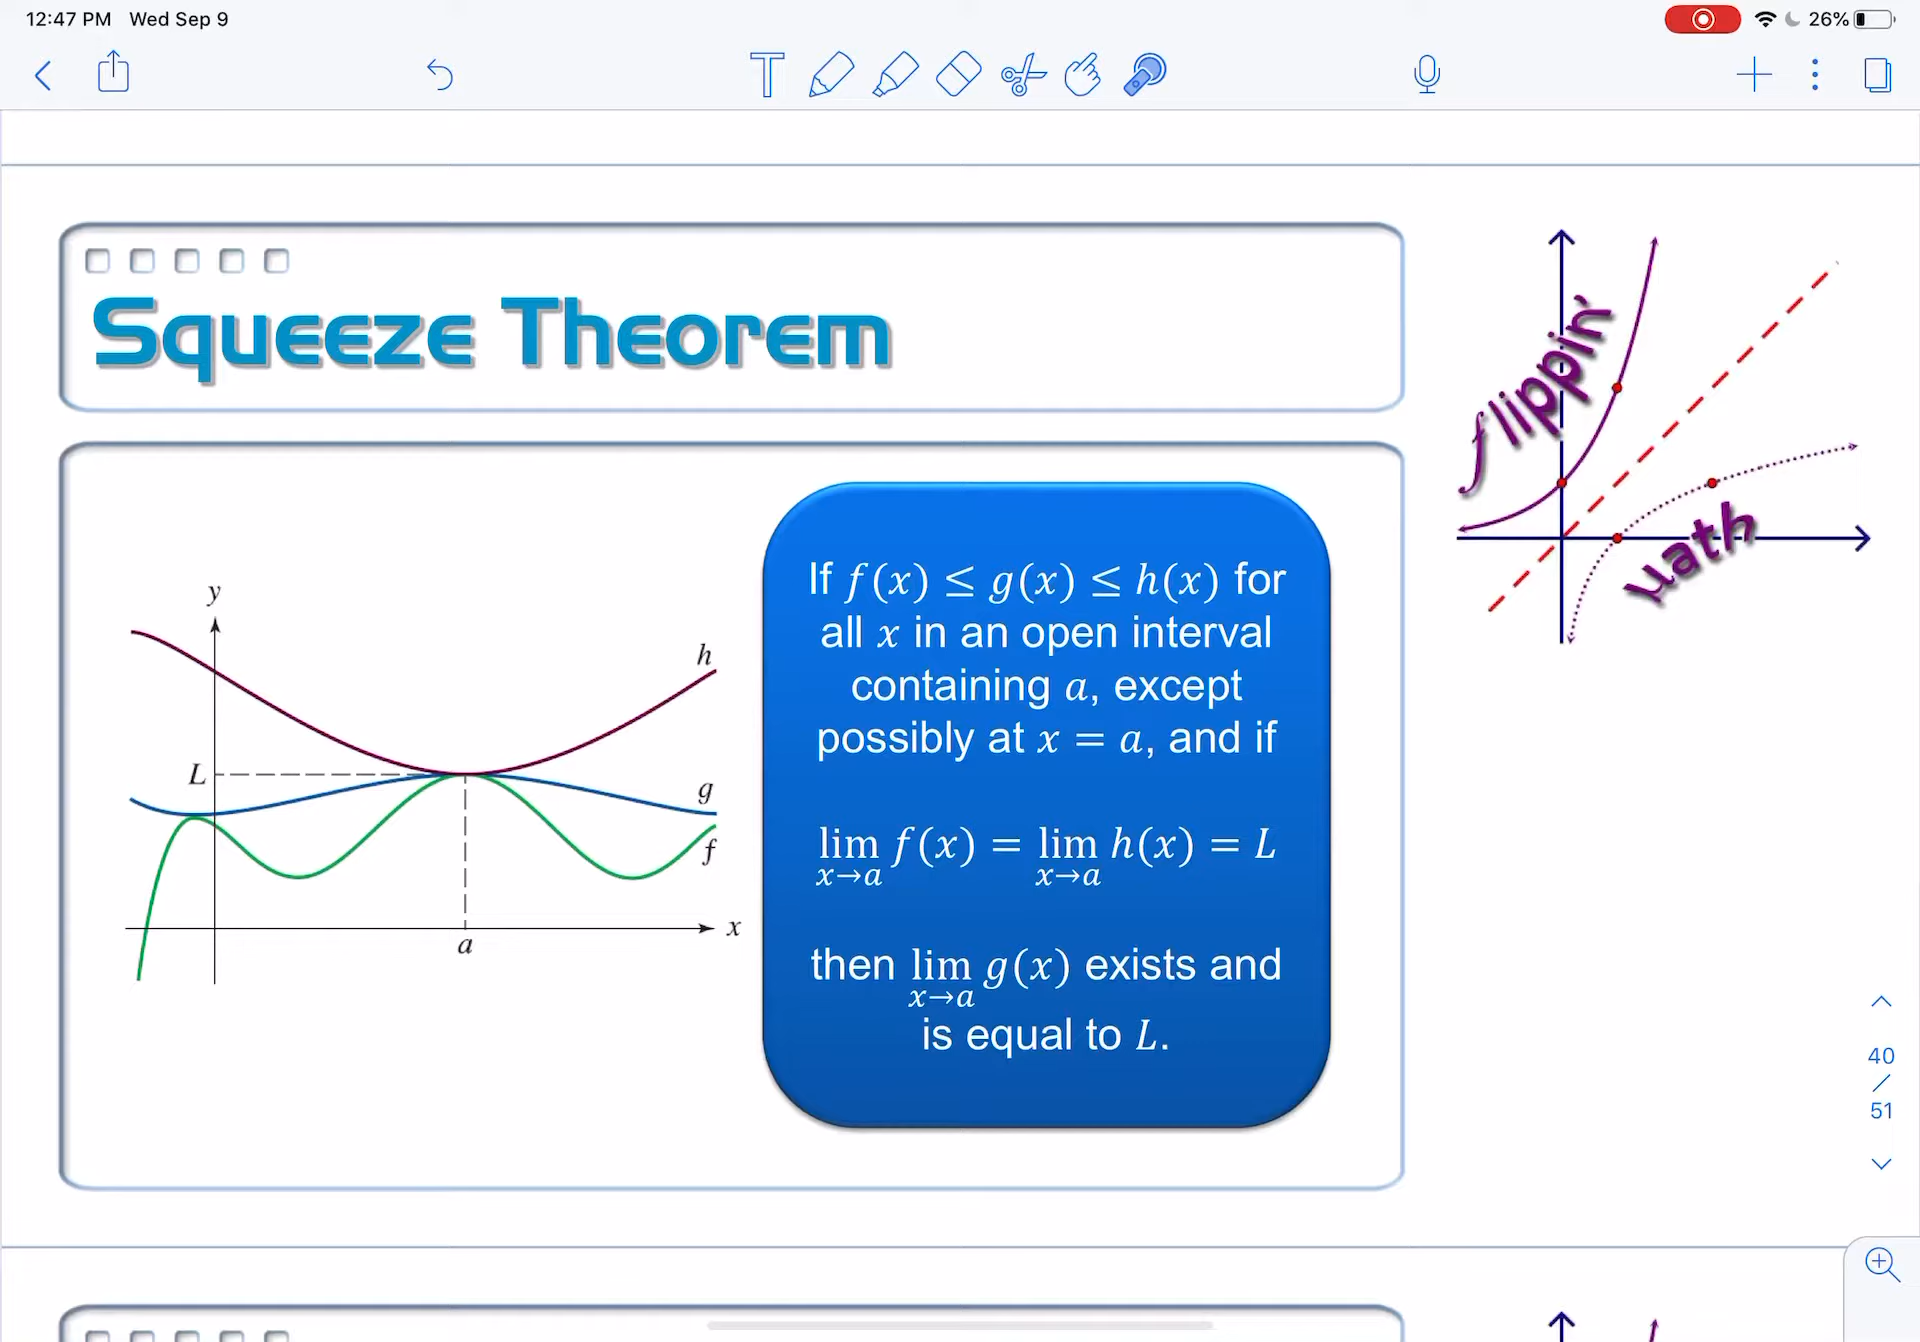 12:47 PM Wed Sep 9
26%
T
Squeeze Theorem
flippin'
math
y
h
L
g
f
x
a
If f(x) ≤ g(x) ≤ h(x) for
all x in an open interval
containing a, except
possibly at x = a, and if
lim f(x) = lim h(x) = L
x→a x→a
then lim g(x) exists and
x→a
is equal to L.
40
/
51